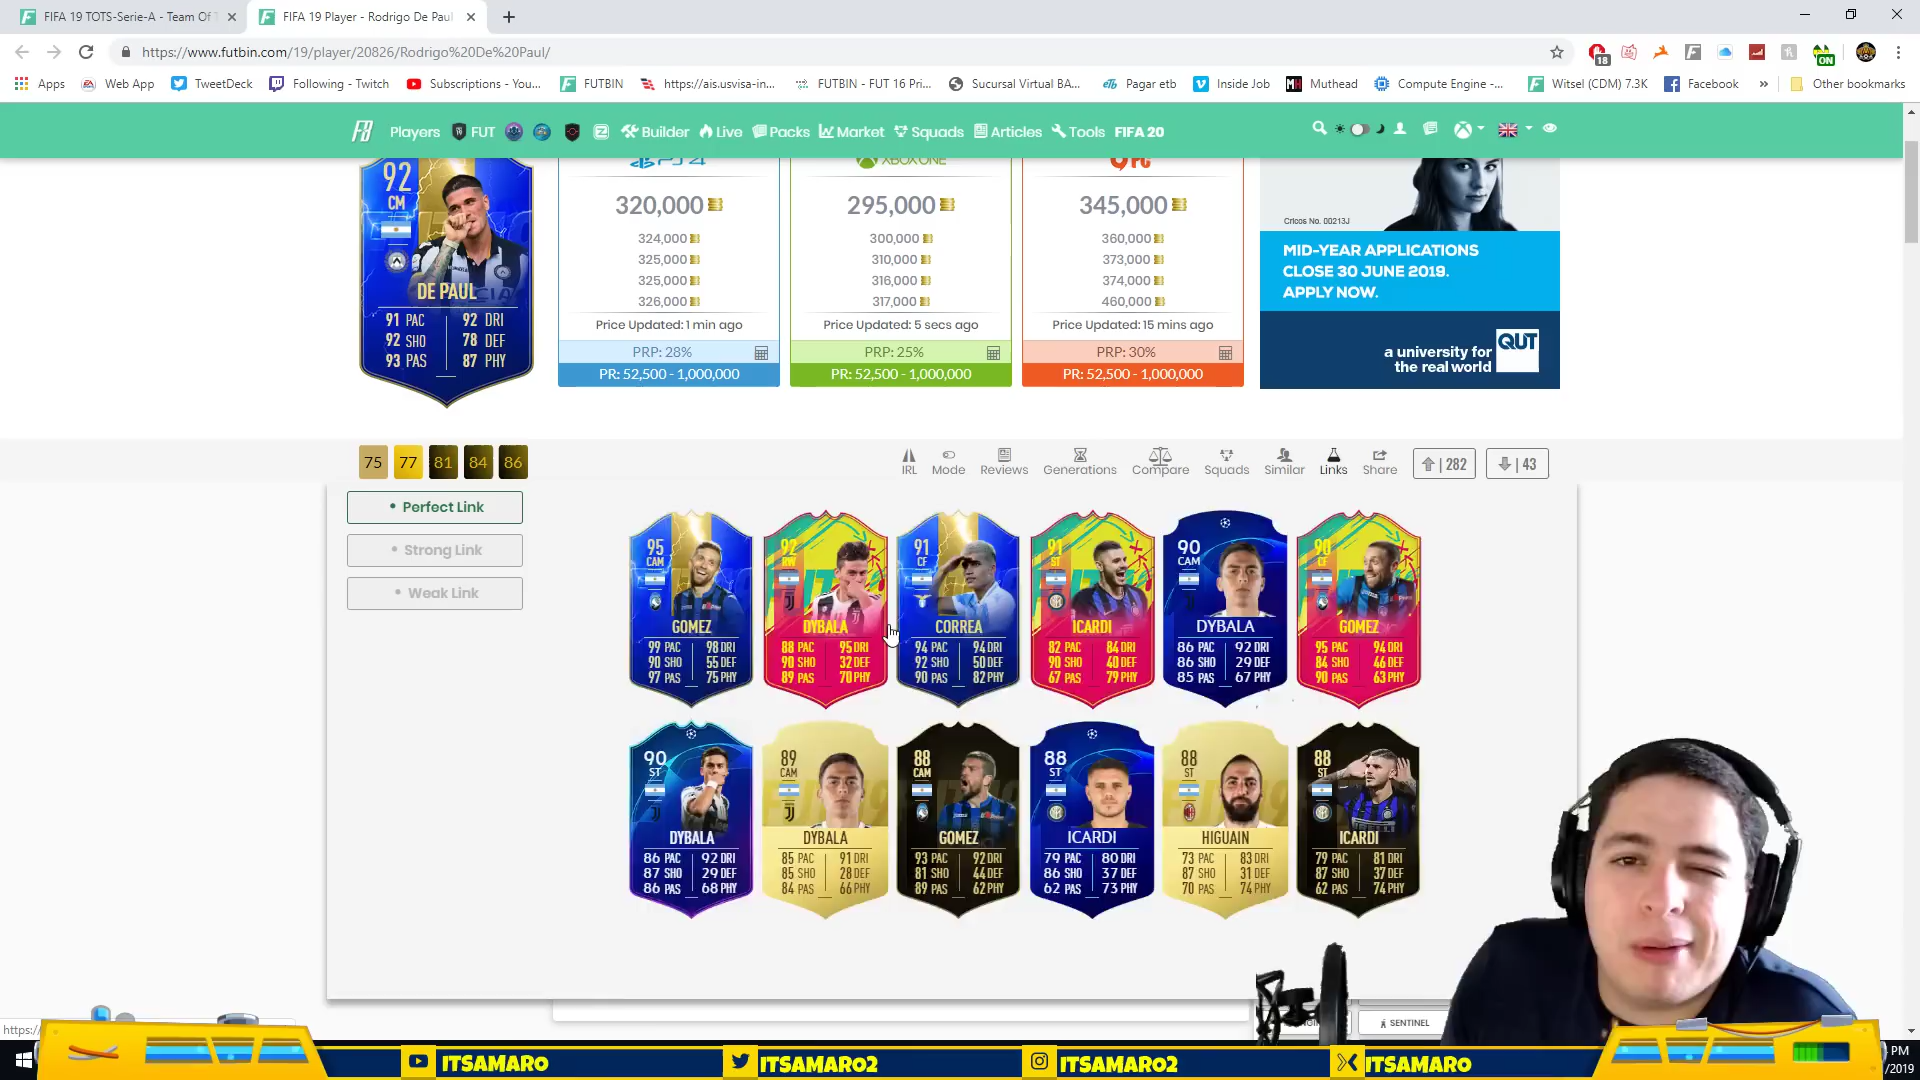 FIFA 19 TOTS-Serie-A - Team Of T
FIFA 19 Player - Rodrigo De Paul
https://www.futbin.com/19/player/20826/Rodrigo%20De%20Paul/
18
ON
Apps
Web App
TweetDeck
Following - Twitch
Subscriptions - You...
FUTBIN
https://ais.usvisa-in...
FUTBIN - FUT 16 Pri...
Sucursal Virtual BA...
Pagar etb
Inside Job
Muthead
Compute Engine -...
Witsel (CDM) 7.3K
Facebook
»
Other bookmarks
Players
FUT
Builder
Live
Packs
Market
Squads
Articles
Tools
FIFA 20
92
CM
DE PAUL
91 PAC 92 DRI
92 SHO 78 DEF
93 PAS 87 PHY
PS4
320,000
324,000
325,000
325,000
326,000
Price Updated: 1 min ago
PRP: 28%
PR: 52,500 - 1,000,000
XBOX ONE
295,000
300,000
310,000
316,000
317,000
Price Updated: 5 secs ago
PRP: 25%
PR: 52,500 - 1,000,000
PC
345,000
360,000
373,000
374,000
460,000
Price Updated: 15 mins ago
PRP: 30%
PR: 52,500 - 1,000,000
Cricos No. 00213J
MID-YEAR APPLICATIONS
CLOSE 30 JUNE 2019.
APPLY NOW.
a university for
the real world
QUT
75 77 81 84 86
IRL
Mode
Reviews
Generations
Compare
Squads
Similar
Links
Share
| 282
| 43
• Perfect Link
• Strong Link
• Weak Link
95
CAM
GOMEZ
99 PAC 98 DRI
90 SHO 55 DEF
97 PAS 75 PHY
92
RW
DYBALA
88 PAC 95 DRI
90 SHO 32 DEF
89 PAS 70 PHY
91
CF
CORREA
94 PAC 94 DRI
92 SHO 50 DEF
90 PAS 82 PHY
91
ST
ICARDI
82 PAC 84 DRI
90 SHO 40 DEF
67 PAS 79 PHY
90
CAM
DYBALA
86 PAC 92 DRI
86 SHO 29 DEF
85 PAS 67 PHY
90
CF
GOMEZ
95 PAC 94 DRI
84 SHO 46 DEF
90 PAS 63 PHY
90
ST
DYBALA
86 PAC 92 DRI
87 SHO 29 DEF
86 PAS 68 PHY
89
CAM
DYBALA
85 PAC 91 DRI
85 SHO 28 DEF
84 PAS 66 PHY
88
CAM
GOMEZ
93 PAC 92 DRI
81 SHO 44 DEF
89 PAS 62 PHY
88
ST
ICARDI
79 PAC 80 DRI
86 SHO 37 DEF
62 PAS 73 PHY
88
ST
HIGUAIN
73 PAC 83 DRI
87 SHO 31 DEF
70 PAS 74 PHY
88
ST
ICARDI
79 PAC 81 DRI
87 SHO 37 DEF
62 PAS 74 PHY
SENTINEL
https:/
ITSAMARO
ITSAMARO2
ITSAMARO2
ITSAMARO
PM
/2019